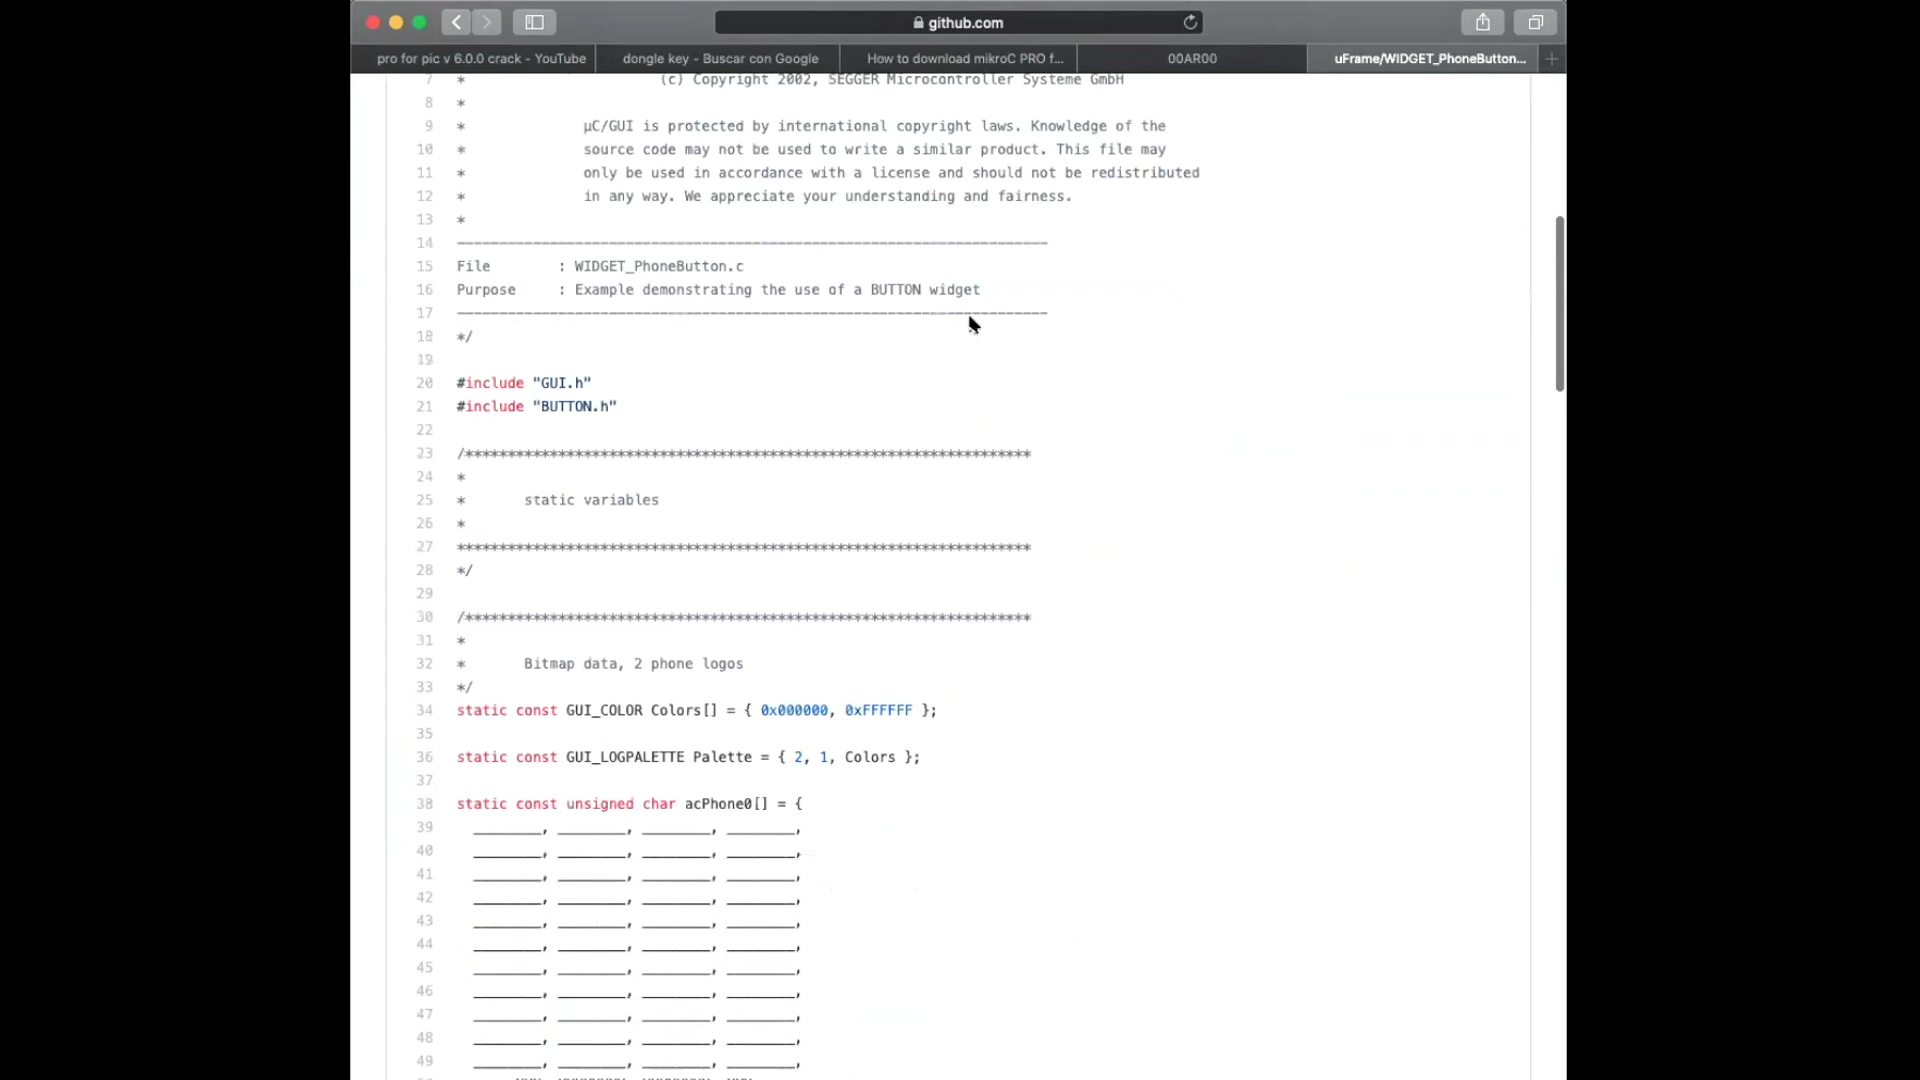 github.com
pro for pic v 6.0.0 crack - YouTube
dongle key - Buscar con Google
How to download mikroC PRO f...
00AR00
uFrame/WIDGET_PhoneButton...
7 * (c) Copyright 2002, SEGGER Microcontroller Systeme GmbH
8 *
9 * µC/GUI is protected by international copyright laws. Knowledge of the
10 * source code may not be used to write a similar product. This file may
11 * only be used in accordance with a license and should not be redistributed
12 * in any way. We appreciate your understanding and fairness.
13 *
14 ----------------------------------------------------------------------
15 File : WIDGET_PhoneButton.c
16 Purpose : Example demonstrating the use of a BUTTON widget
17 ----------------------------------------------------------------------
18 */
19
20 #include "GUI.h"
21 #include "BUTTON.h"
22
23 /*******************************************************************
24 *
25 * static variables
26 *
27 ********************************************************************
28 */
29
30 /*******************************************************************
31 *
32 * Bitmap data, 2 phone logos
33 */
34 static const GUI_COLOR Colors[] = { 0x000000, 0xFFFFFF };
35
36 static const GUI_LOGPALETTE Palette = { 2, 1, Colors };
37
38 static const unsigned char acPhone0[] = {
39 ________, ________, ________, ________,
40 ________, ________, ________, ________,
41 ________, ________, ________, ________,
42 ________, ________, ________, ________,
43 ________, ________, ________, ________,
44 ________, ________, ________, ________,
45 ________, ________, ________, ________,
46 ________, ________, ________, ________,
47 ________, ________, ________, ________,
48 ________, ________, ________, ________,
49 ________, ________, ________, ________,